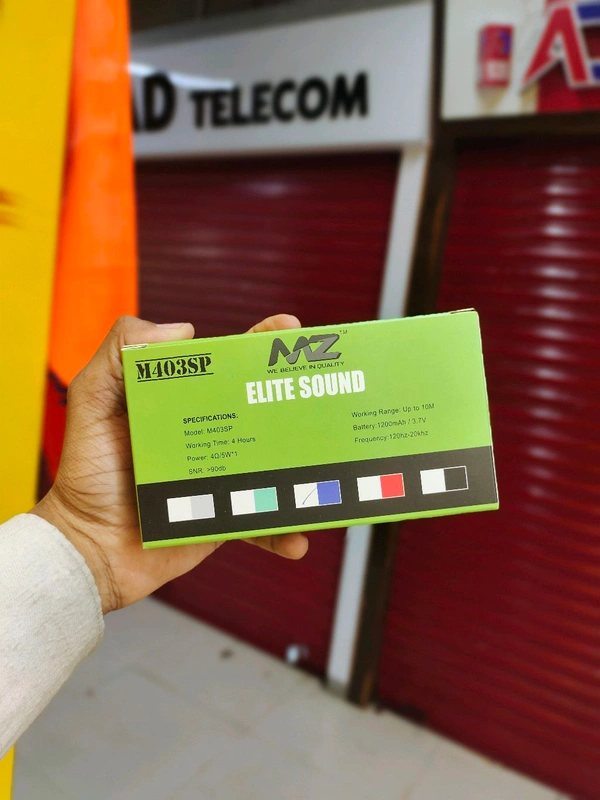 AD TELECOM
M403SP
MZ™
WE BELIEVE IN QUALITY
ELITE SOUND
SPECIFICATIONS:
Model: M403SP
Working Time: 4 Hours
Power: 4Ω/5W*1
SNR: >90db
Working Range: Up to 10M
Battery:1200mAh / 3.7V
Frequency:120hz-20khz